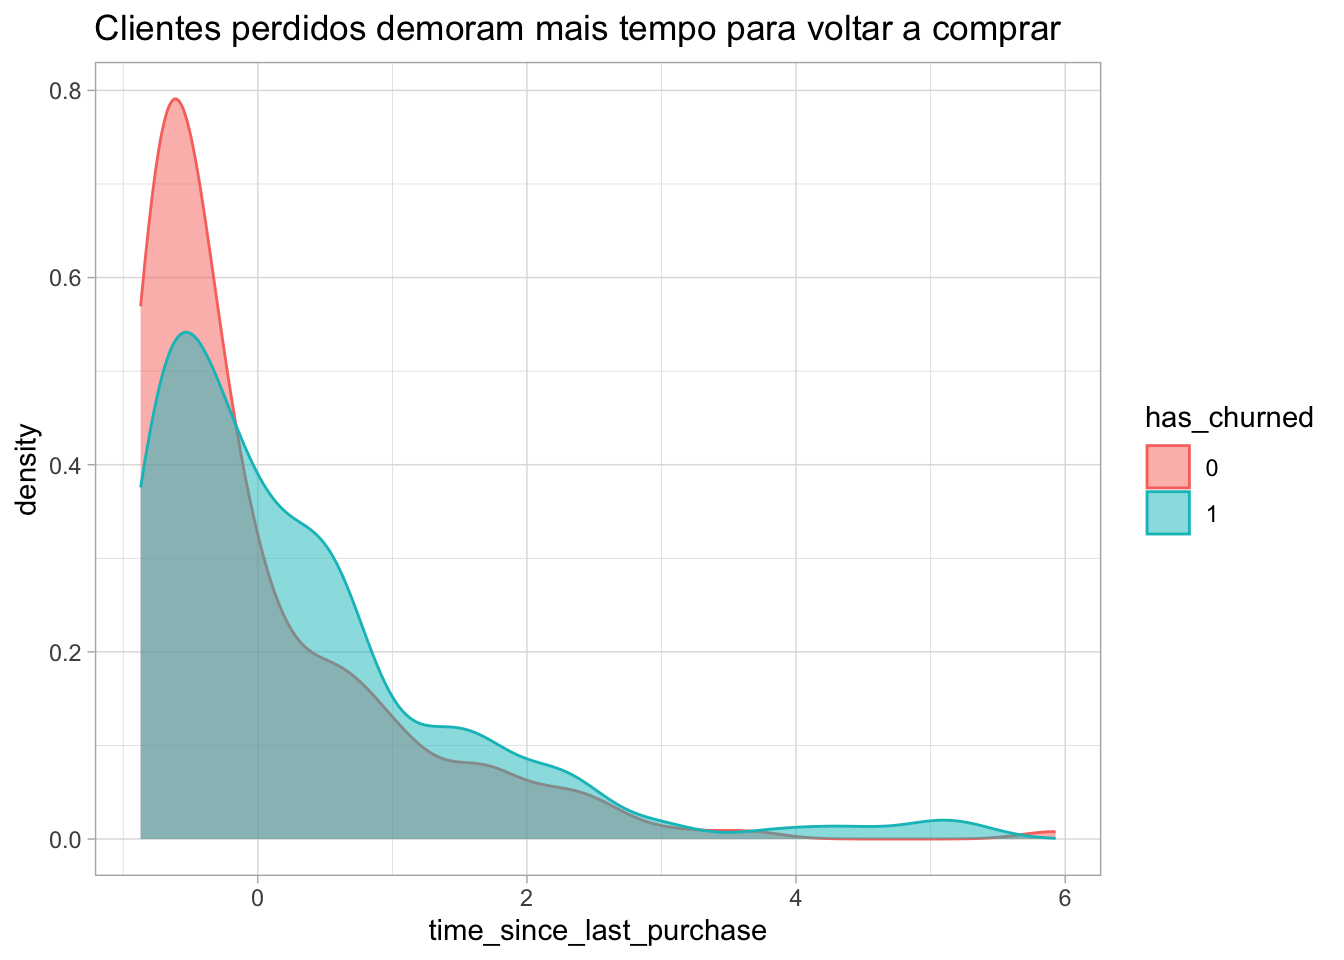 Clientes perdidos demoram mais tempo para voltar a comprar
0.8
0.6
0.4
0.2
0.0
density
0 2 4 6
time_since_last_purchase
has_churned
0
1